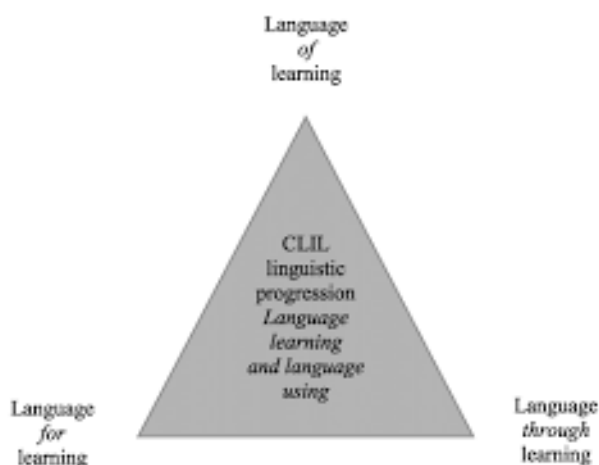 Language
of
learning
CLIL
linguistic
progression
Language
learning
and language
using
Language
for
learning
Language
through
learning